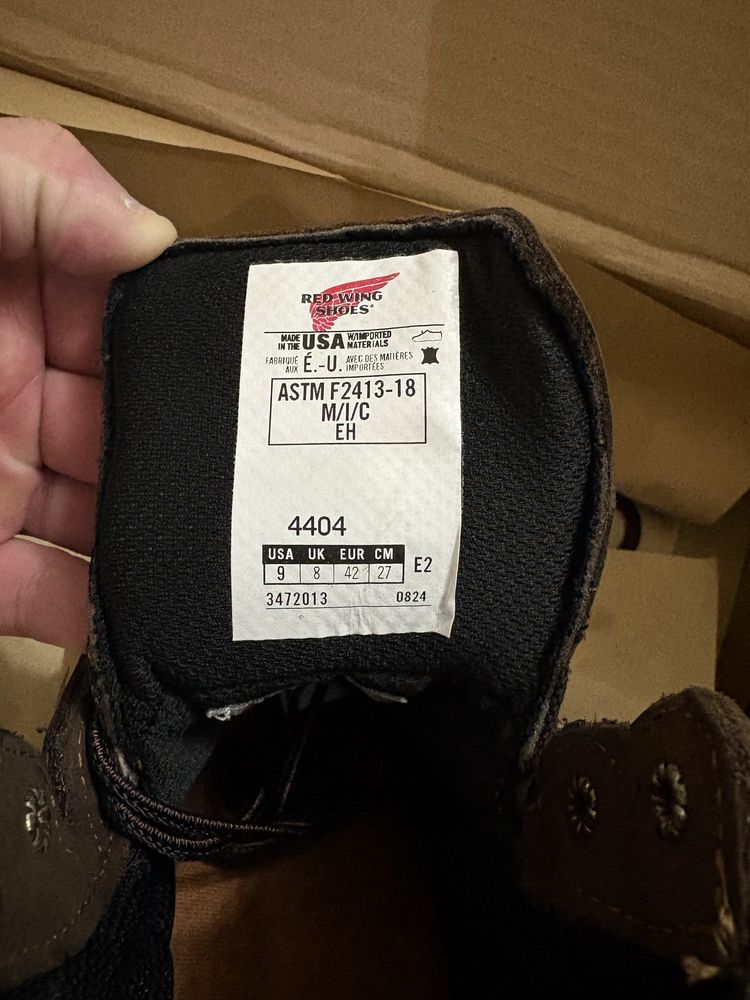 RED WING
SHOES®
MADE IN THE USA W/IMPORTED MATERIALS
FABRIQUÉ AUX É.-U. AVEC DES MATIÈRES IMPORTÉES
ASTM F2413-18
M/I/C
EH
4404
USA UK EUR CM
9 8 42 27 E2
3472013 0824